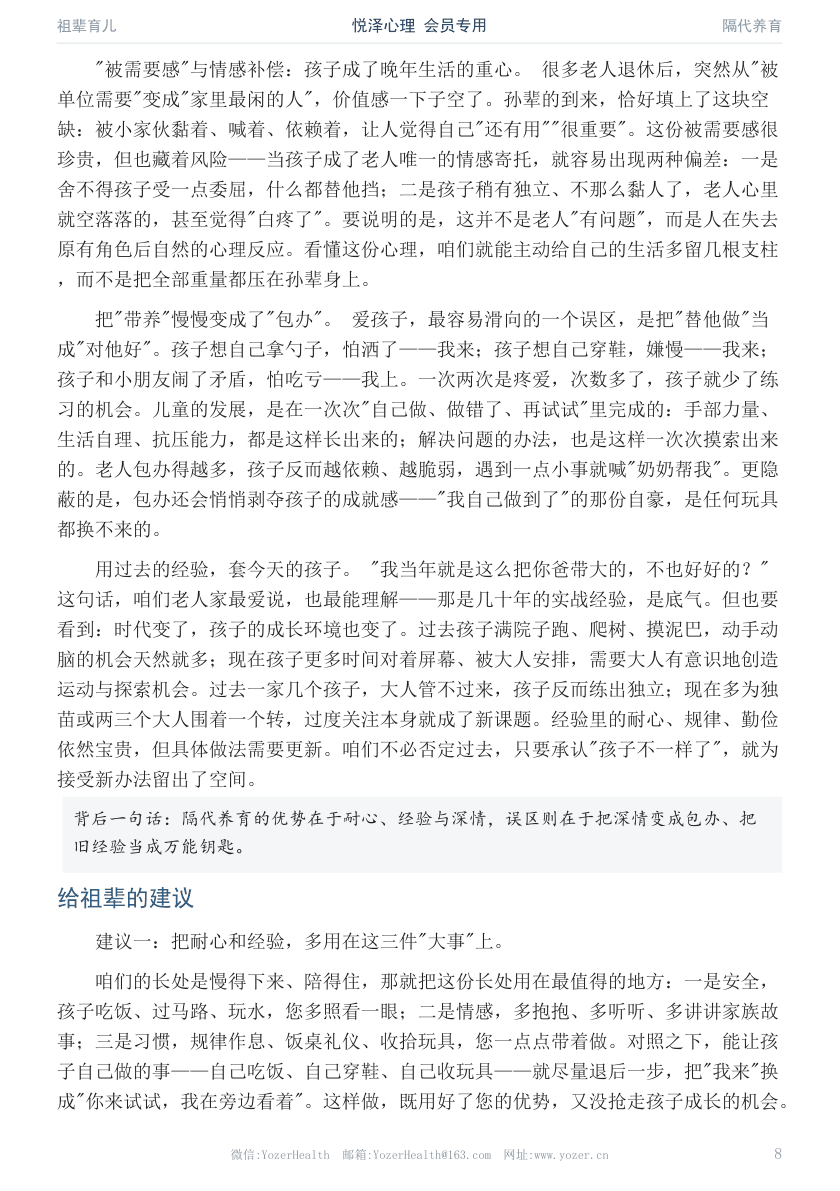 祖辈育儿 悦泽心理 会员专用 隔代养育
"被需要感"与情感补偿：孩子成了晚年生活的重心。 很多老人退休后，突然从"被
单位需要"变成"家里最闲的人"，价值感一下子空了。孙辈的到来，恰好填上了这块空
缺：被小家伙黏着、喊着、依赖着，让人觉得自己"还有用""很重要"。这份被需要感很
珍贵，但也藏着风险——当孩子成了老人唯一的情感寄托，就容易出现两种偏差：一是
舍不得孩子受一点委屈，什么都替他挡；二是孩子稍有独立、不那么黏人了，老人心里
就空落落的，甚至觉得"白疼了"。要说明的是，这并不是老人"有问题"，而是人在失去
原有角色后自然的心理反应。看懂这份心理，咱们就能主动给自己的生活多留几根支柱
，而不是把全部重量都压在孙辈身上。
把"带养"慢慢变成了"包办"。 爱孩子，最容易滑向的一个误区，是把"替他做"当
成"对他好"。孩子想自己拿勺子，怕洒了——我来；孩子想自己穿鞋，嫌慢——我来；
孩子和小朋友闹了矛盾，怕吃亏——我上。一次两次是疼爱，次数多了，孩子就少了练
习的机会。儿童的发展，是在一次次"自己做、做错了、再试试"里完成的：手部力量、
生活自理、抗压能力，都是这样长出来的；解决问题的办法，也是这样一次次摸索出来
的。老人包办得越多，孩子反而越依赖、越脆弱，遇到一点小事就喊"奶奶帮我"。更隐
蔽的是，包办还会悄悄剥夺孩子的成就感——"我自己做到了"的那份自豪，是任何玩具
都换不来的。
用过去的经验，套今天的孩子。 "我当年就是这么把你爸带大的，不也好好的？"
这句话，咱们老人家最爱说，也最能理解——那是几十年的实战经验，是底气。但也要
看到：时代变了，孩子的成长环境也变了。过去孩子满院子跑、爬树、摸泥巴，动手动
脑的机会天然就多；现在孩子更多时间对着屏幕、被大人安排，需要大人有意识地创造
运动与探索机会。过去一家几个孩子，大人管不过来，孩子反而练出独立；现在多为独
苗或两三个大人围着一个转，过度关注本身就成了新课题。经验里的耐心、规律、勤俭
依然宝贵，但具体做法需要更新。咱们不必否定过去，只要承认"孩子不一样了"，就为
接受新办法留出了空间。
背后一句话：隔代养育的优势在于耐心、经验与深情，误区则在于把深情变成包办、把
旧经验当成万能钥匙。
给祖辈的建议
建议一：把耐心和经验，多用在这三件"大事"上。
咱们的长处是慢得下来、陪得住，那就把这份长处用在最值得的地方：一是安全，
孩子吃饭、过马路、玩水，您多照看一眼；二是情感，多抱抱、多听听、多讲讲家族故
事；三是习惯，规律作息、饭桌礼仪、收拾玩具，您一点点带着做。对照之下，能让孩
子自己做的事——自己吃饭、自己穿鞋、自己收玩具——就尽量退后一步，把"我来"换
成"你来试试，我在旁边看着"。这样做，既用好了您的优势，又没抢走孩子成长的机会。
微信:YozerHealth 邮箱:YozerHealth@163.com 网址:www.yozer.cn 8